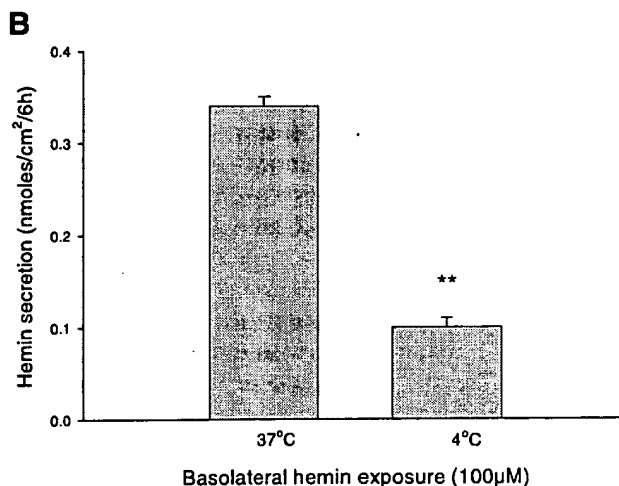 B
Hemin secretion (nmoles/cm²/6h)
0.4
0.3
0.2
0.1
0.0
**
37°C 4°C
Basolateral hemin exposure (100µM)